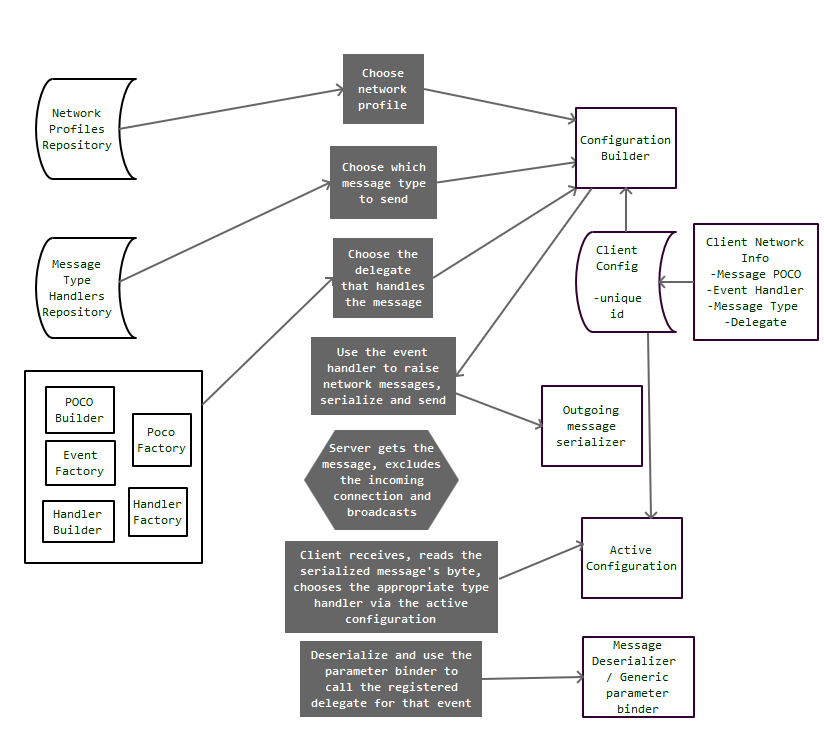 Choose
network
profile
Network
Profiles
Repository
Configuration
Builder
Choose which
message type
to send
Message
Type
Handlers
Repository
Choose the
delegate
that handles
the message
Client
Config
-unique
id
Client Network
Info
-Message POCO
-Event Handler
-Message Type
-Delegate
Use the event
handler to raise
network messages,
serialize and send
POCO
Builder
Poco
Factory
Event
Factory
Handler
Builder
Handler
Factory
Outgoing
message
serializer
Server gets the
message, excludes
the incoming
connection and
broadcasts
Client receives, reads the
serialized message's byte,
chooses the appropriate type
handler via the active
configuration
Active
Configuration
Deserialize and use the
parameter binder to
call the registered
delegate for that event
Message
Deserializer
/ Generic
parameter
binder